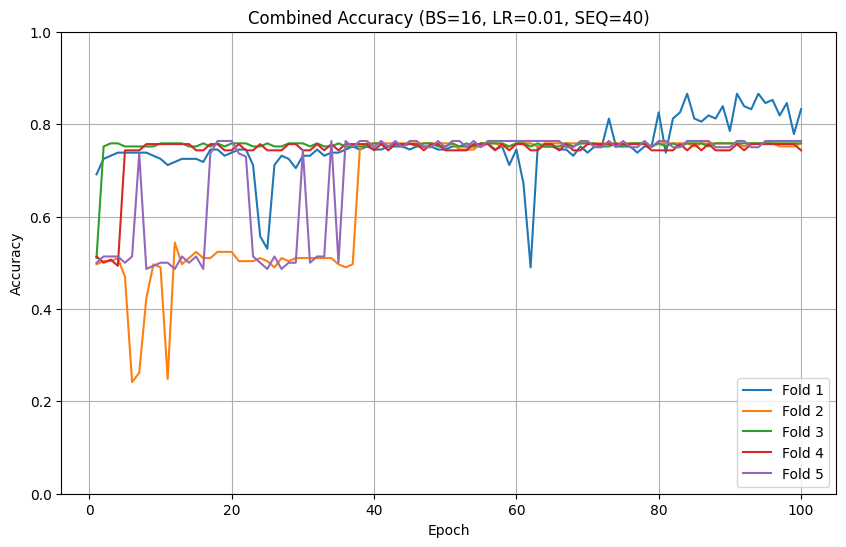 Combined Accuracy (BS=16, LR=0.01, SEQ=40)
1.0
0.8
0.6
0.4
0.2
0.0
Accuracy
0 20 40 60 80 100
Epoch
Fold 1
Fold 2
Fold 3
Fold 4
Fold 5